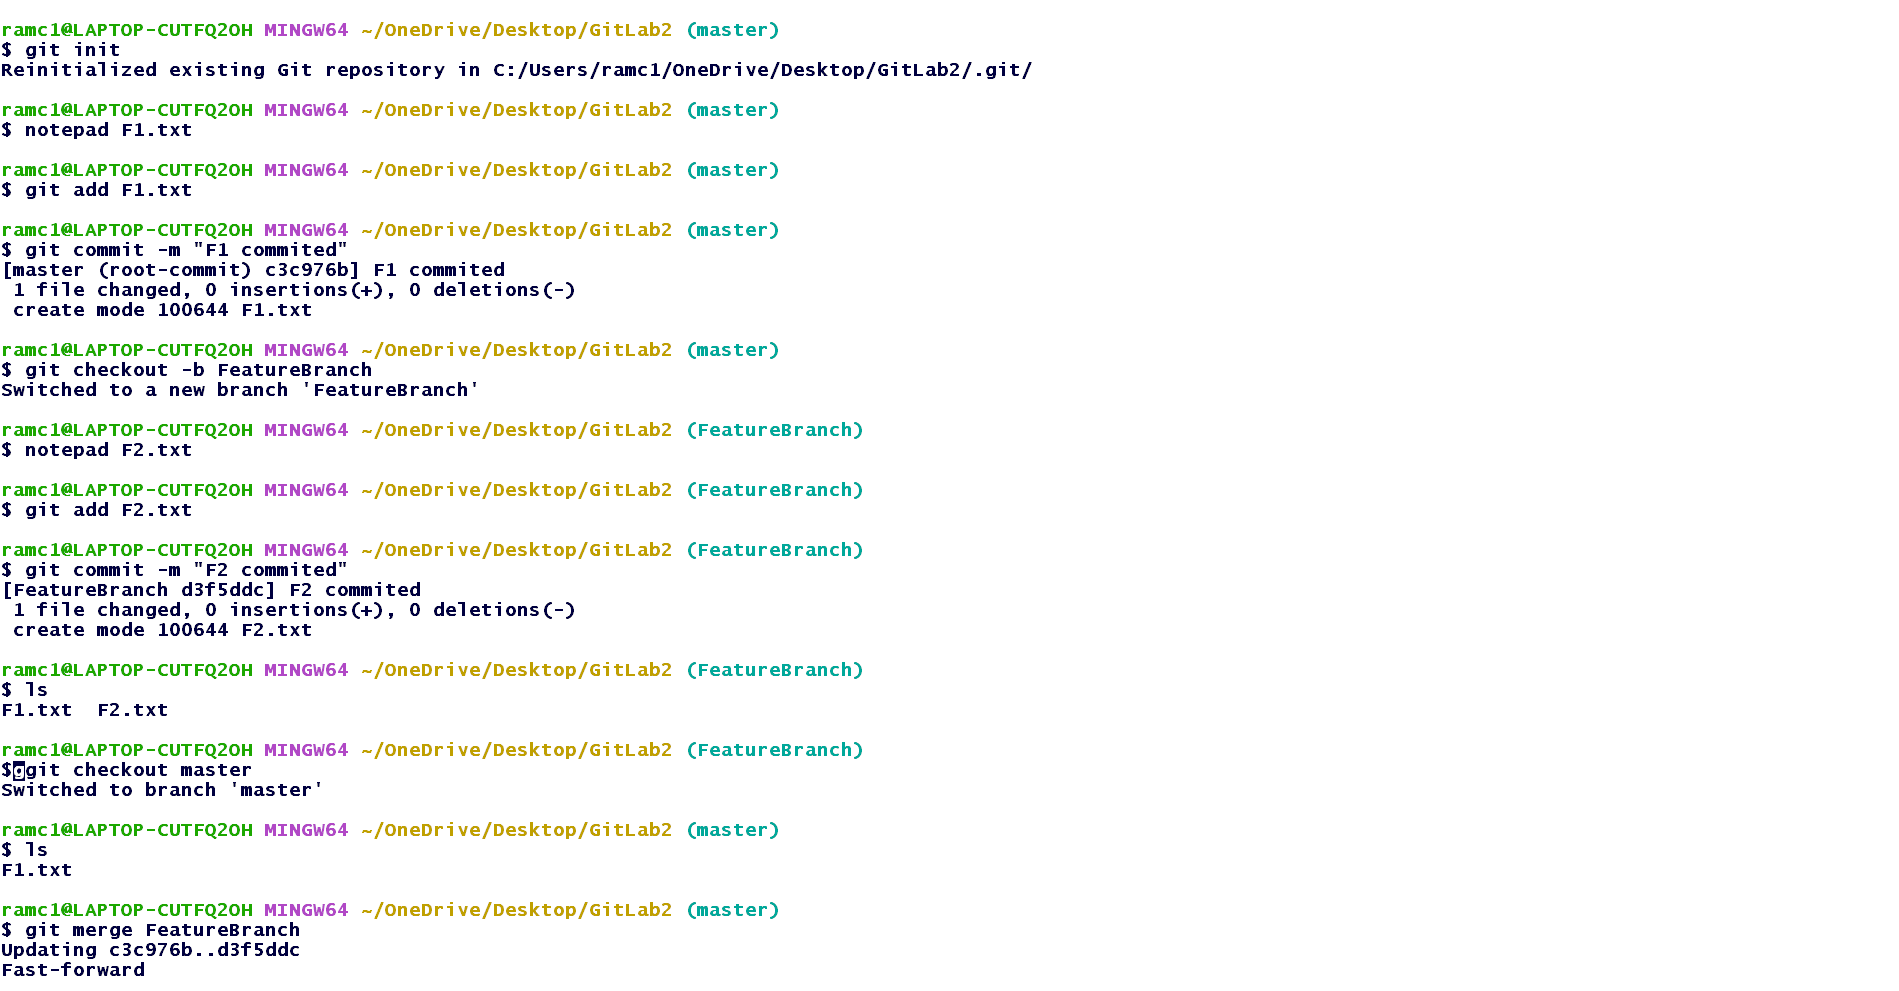 ramc1@LAPTOP-CUTFQ2OH MINGW64 ~/OneDrive/Desktop/GitLab2 (master)
$ git init
Reinitialized existing Git repository in C:/Users/ramc1/OneDrive/Desktop/GitLab2/.git/
ramc1@LAPTOP-CUTFQ2OH MINGW64 ~/OneDrive/Desktop/GitLab2 (master)
$ notepad F1.txt
ramc1@LAPTOP-CUTFQ2OH MINGW64 ~/OneDrive/Desktop/GitLab2 (master)
$ git add F1.txt
ramc1@LAPTOP-CUTFQ2OH MINGW64 ~/OneDrive/Desktop/GitLab2 (master)
$ git commit -m "F1 commited"
[master (root-commit) c3c976b] F1 commited
 1 file changed, 0 insertions(+), 0 deletions(-)
 create mode 100644 F1.txt
ramc1@LAPTOP-CUTFQ2OH MINGW64 ~/OneDrive/Desktop/GitLab2 (master)
$ git checkout -b FeatureBranch
Switched to a new branch 'FeatureBranch'
ramc1@LAPTOP-CUTFQ2OH MINGW64 ~/OneDrive/Desktop/GitLab2 (FeatureBranch)
$ notepad F2.txt
ramc1@LAPTOP-CUTFQ2OH MINGW64 ~/OneDrive/Desktop/GitLab2 (FeatureBranch)
$ git add F2.txt
ramc1@LAPTOP-CUTFQ2OH MINGW64 ~/OneDrive/Desktop/GitLab2 (FeatureBranch)
$ git commit -m "F2 commited"
[FeatureBranch d3f5ddc] F2 commited
 1 file changed, 0 insertions(+), 0 deletions(-)
 create mode 100644 F2.txt
ramc1@LAPTOP-CUTFQ2OH MINGW64 ~/OneDrive/Desktop/GitLab2 (FeatureBranch)
$ ls
F1.txt  F2.txt
ramc1@LAPTOP-CUTFQ2OH MINGW64 ~/OneDrive/Desktop/GitLab2 (FeatureBranch)
$ggit checkout master
Switched to branch 'master'
ramc1@LAPTOP-CUTFQ2OH MINGW64 ~/OneDrive/Desktop/GitLab2 (master)
$ ls
F1.txt
ramc1@LAPTOP-CUTFQ2OH MINGW64 ~/OneDrive/Desktop/GitLab2 (master)
$ git merge FeatureBranch
Updating c3c976b..d3f5ddc
Fast-forward